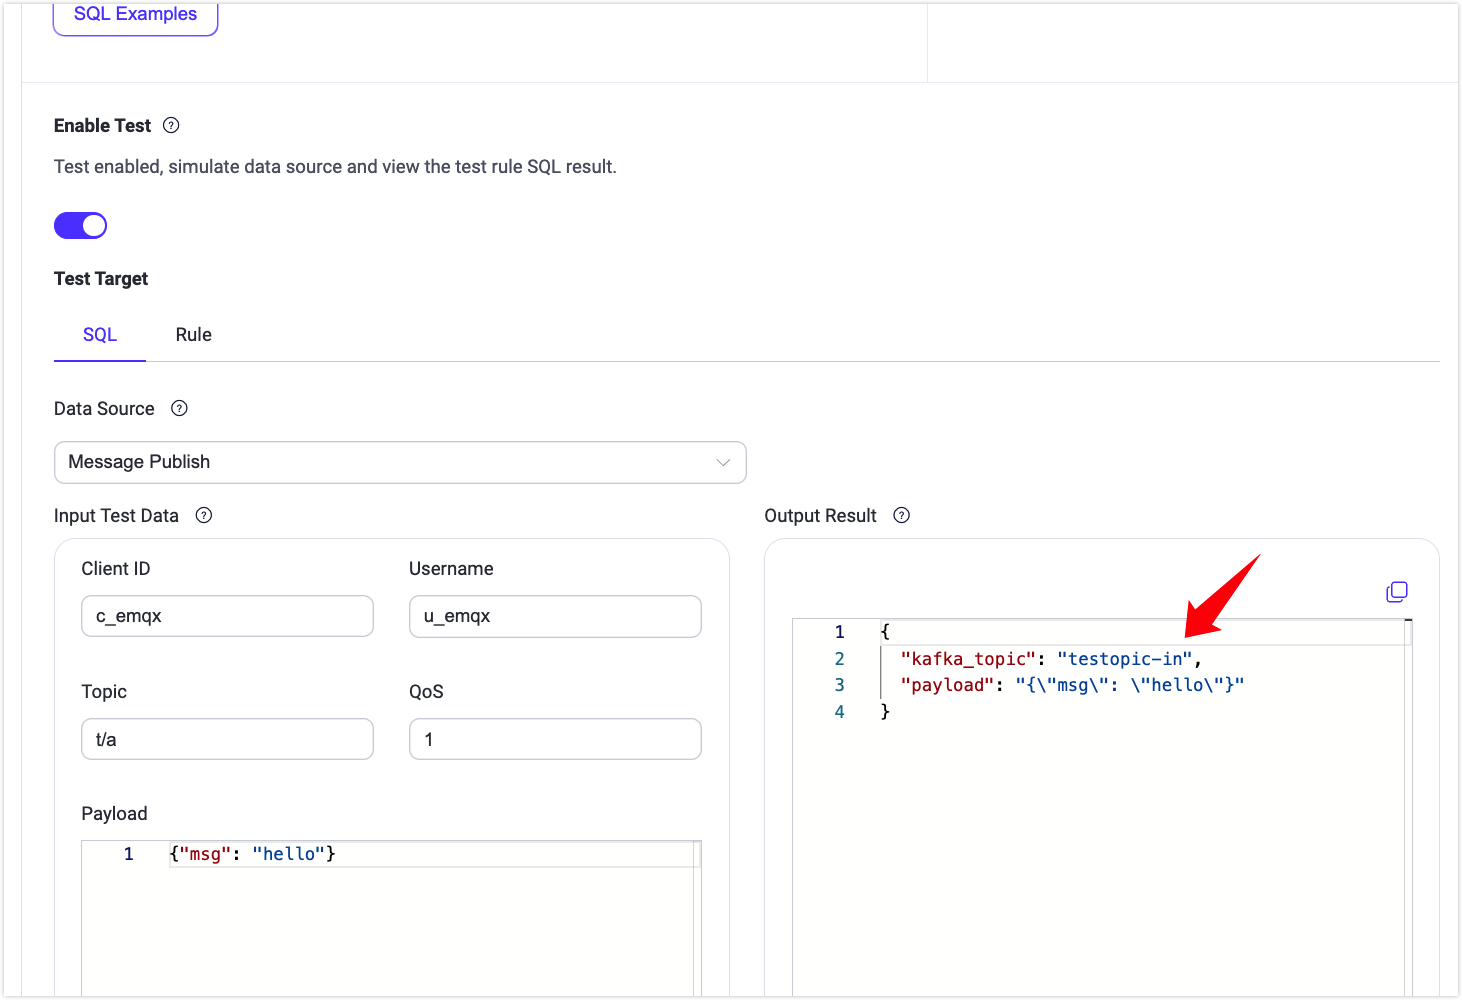 SQL Examples
Enable Test
Test enabled, simulate data source and view the test rule SQL result.
Test Target
SQL Rule
Data Source
Message Publish
Input Test Data
Client ID Username
c_emqx u_emqx
Topic QoS
t/a 1
Payload
1 {"msg": "hello"}
Output Result
1 {
2 "kafka_topic": "testopic-in",
3 "payload": "{\"msg\": \"hello\"}"
4 }